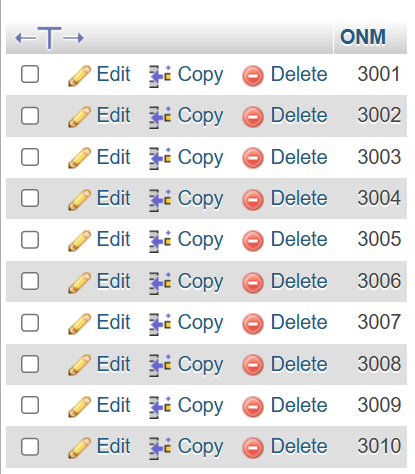 ONM
Edit Copy Delete 3001
Edit Copy Delete 3002
Edit Copy Delete 3003
Edit Copy Delete 3004
Edit Copy Delete 3005
Edit Copy Delete 3006
Edit Copy Delete 3007
Edit Copy Delete 3008
Edit Copy Delete 3009
Edit Copy Delete 3010